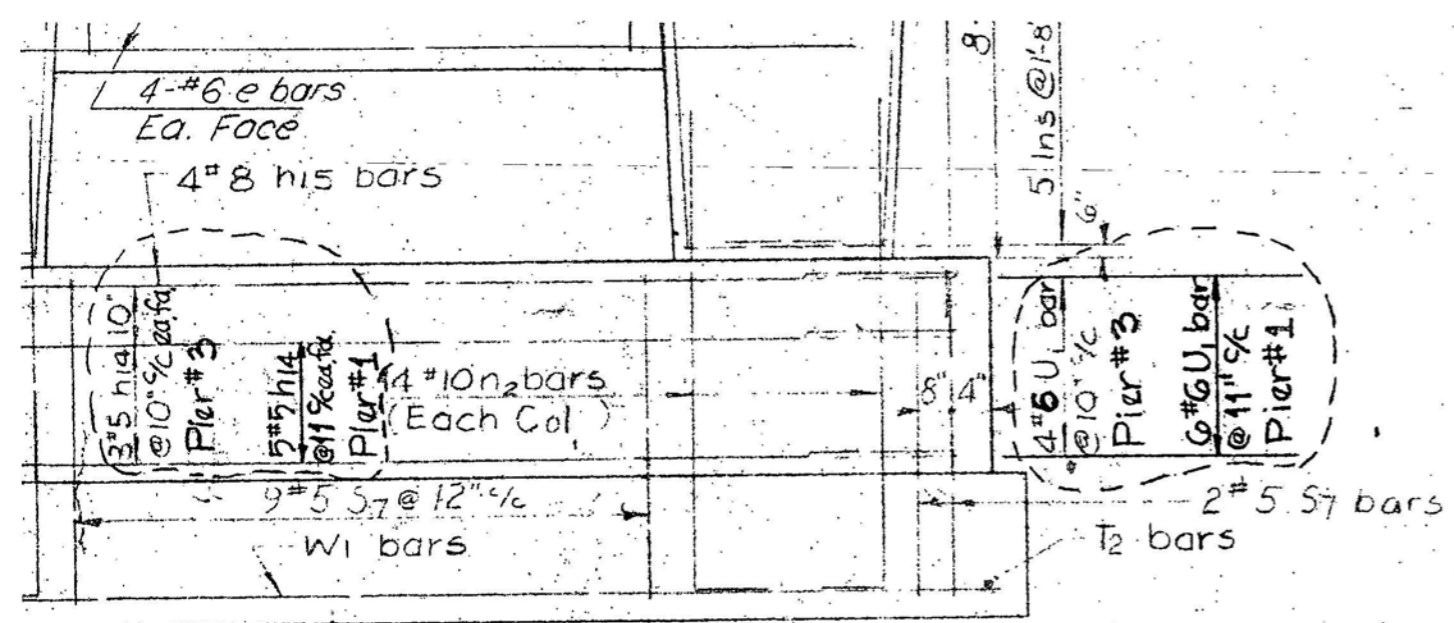 4-#6 e bars
Ea. Face
4#8 h15 bars
8
5 Ins @1'-8
6"
3#5 h14 10"
@10" c/c ea.fa.
Pier#3
5#5 h14
@11" c/c ea.fa.
Pier#1
14 #10 n2 bars
(Each Col )
8" 4"
4#6 U1 bar
@10" c/c
Pier#3
6#6 U1 bar
@11" c/c
Pier#1
9#5 S7 @ 12" c/c
2#5 S7 bars
W1 bars
T2 bars